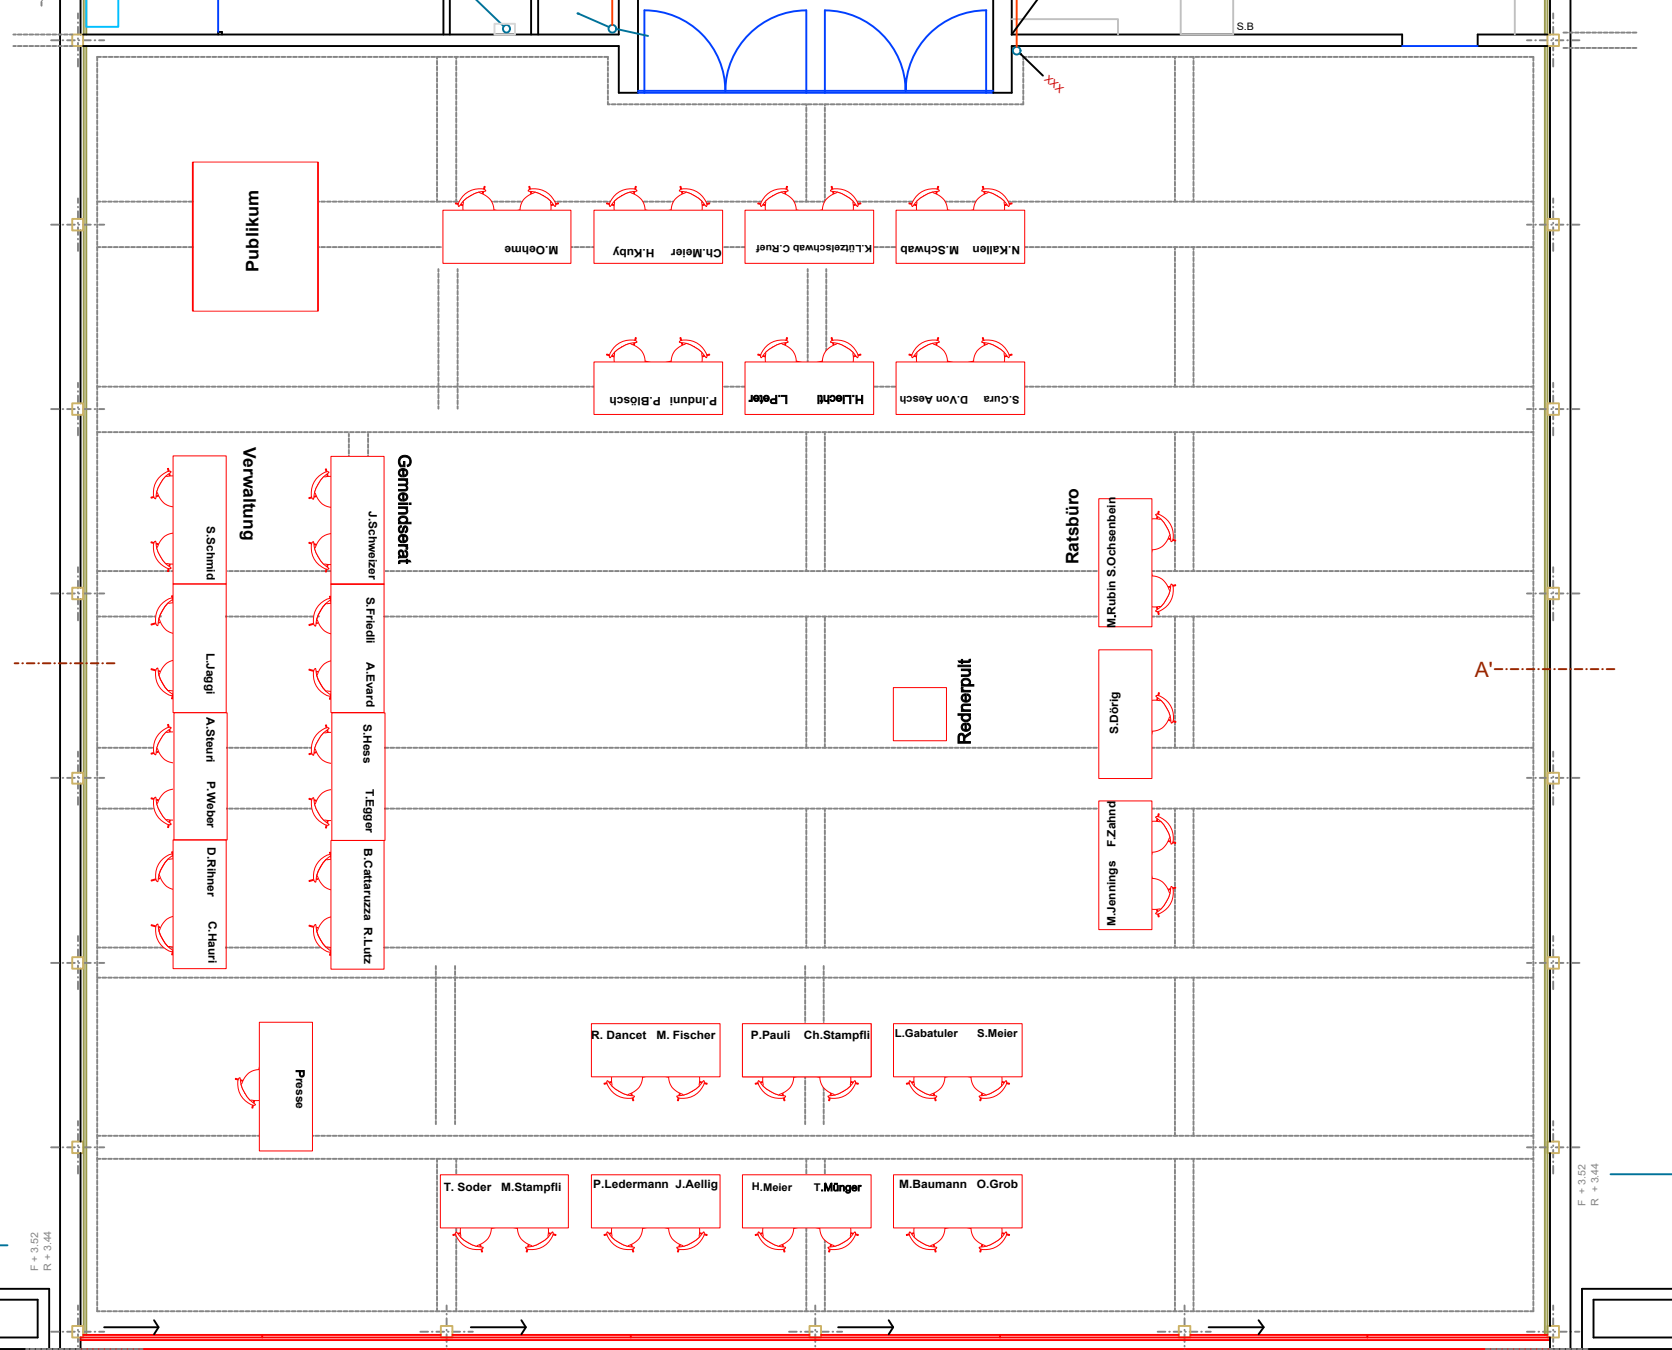 S.B
XXX
Publikum
M.Oehme
H.Kuby Ch.Meier
K.Lützelschwab C.Ruef
M.Schwab N.Kallen
P.Blösch P.Induni
L.Peter H.Liechti
D.Von Aesch S.Cura
Verwaltung
Gemeindserat
Ratsbüro
S.Schmid
L.Jaggi
A.Steuri P.Weber
D.Rihner C.Hauri
J.Schweizer
S.Friedli A.Evard
S.Hess T.Egger
B.Cattaruzza R.Lutz
M.Rubin S.Ochsenbein
S.Dörig
M.Jennings F.Zahnd
Rednerpult
A'
Presse
R. Dancet M. Fischer
P.Pauli Ch.Stampfli
L.Gabatuler S.Meier
T. Soder M.Stampfli
P.Ledermann J.Aellig
H.Meier T.Münger
M.Baumann O.Grob
F + 3.52
R + 3.44
F + 3.52
R + 3.44